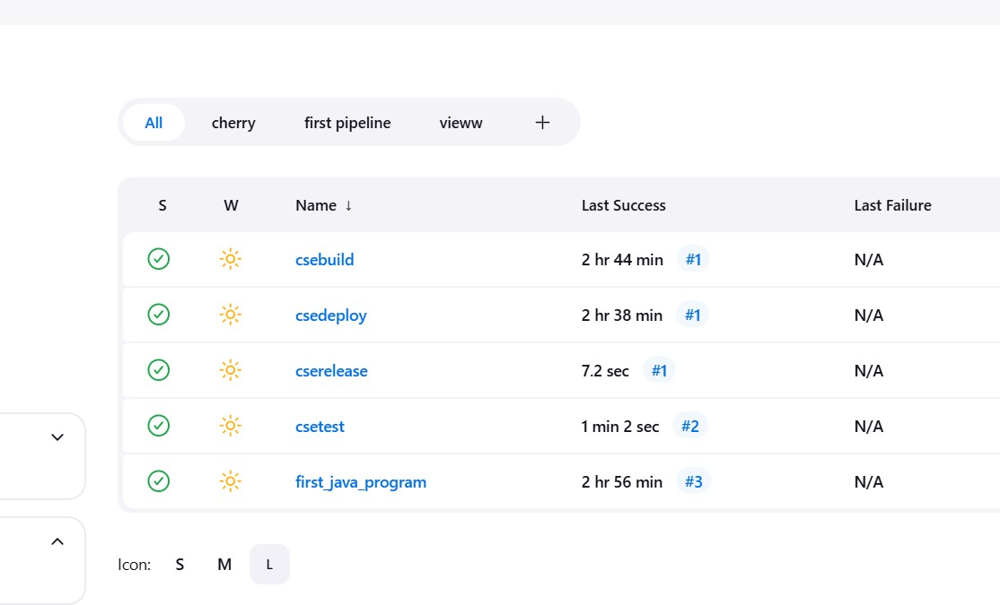 All cherry first pipeline vieww +
S W Name ↓ Last Success Last Failure
csebuild 2 hr 44 min #1 N/A
csedeploy 2 hr 38 min #1 N/A
cserelease 7.2 sec #1 N/A
csetest 1 min 2 sec #2 N/A
first_java_program 2 hr 56 min #3 N/A
Icon: S M L